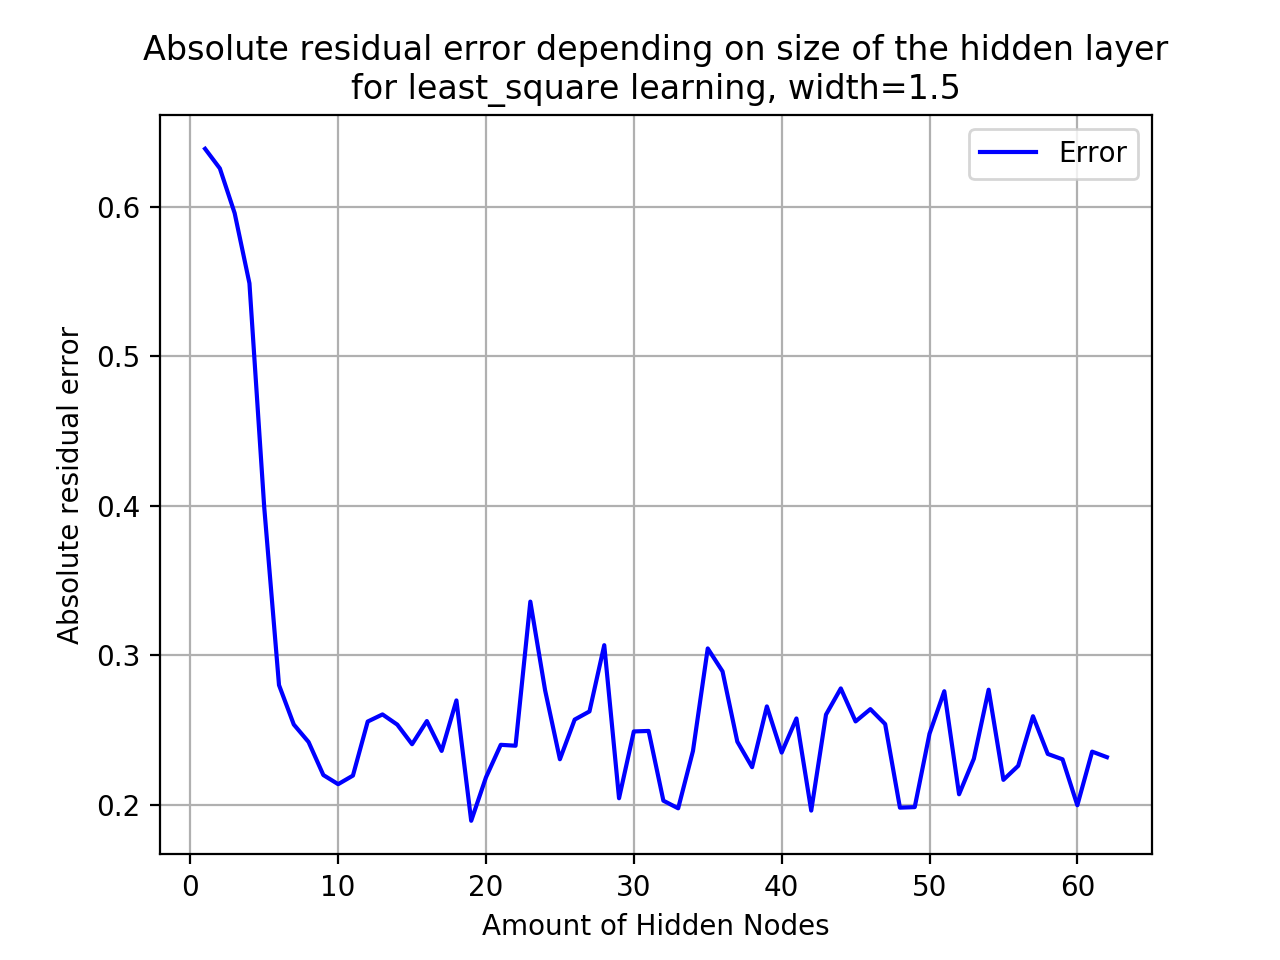 Absolute residual error depending on size of the hidden layer
for least_square learning, width=1.5
Error
0.6
0.5
0.4
0.3
0.2
Absolute residual error
0 10 20 30 40 50 60
Amount of Hidden Nodes